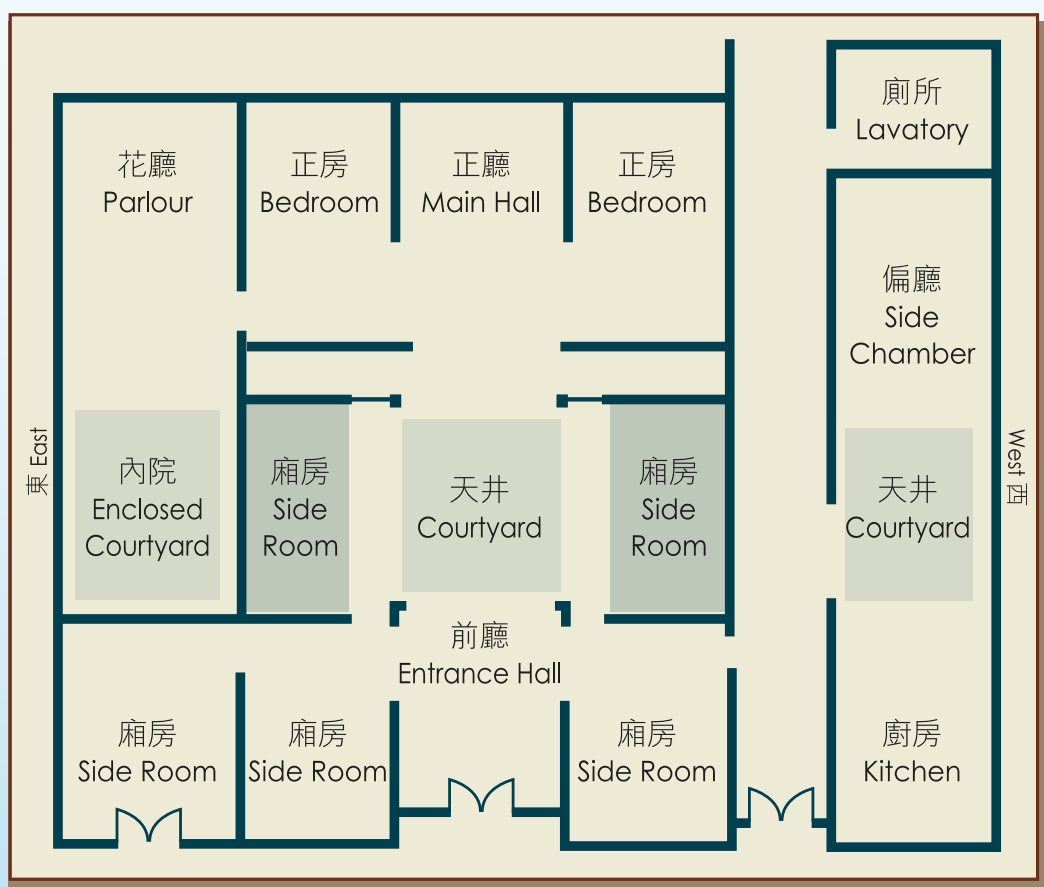 廁所
Lavatory
花廳
Parlour
正房
Bedroom
正廳
Main Hall
正房
Bedroom
偏廳
Side
Chamber
東 East
內院
Enclosed
Courtyard
廂房
Side
Room
天井
Courtyard
廂房
Side
Room
天井
Courtyard
West 西
前廳
Entrance Hall
廂房
Side Room
廂房
Side Room
廂房
Side Room
廚房
Kitchen